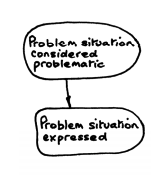 Problem situation
considered
problematic
Problem situation
expressed